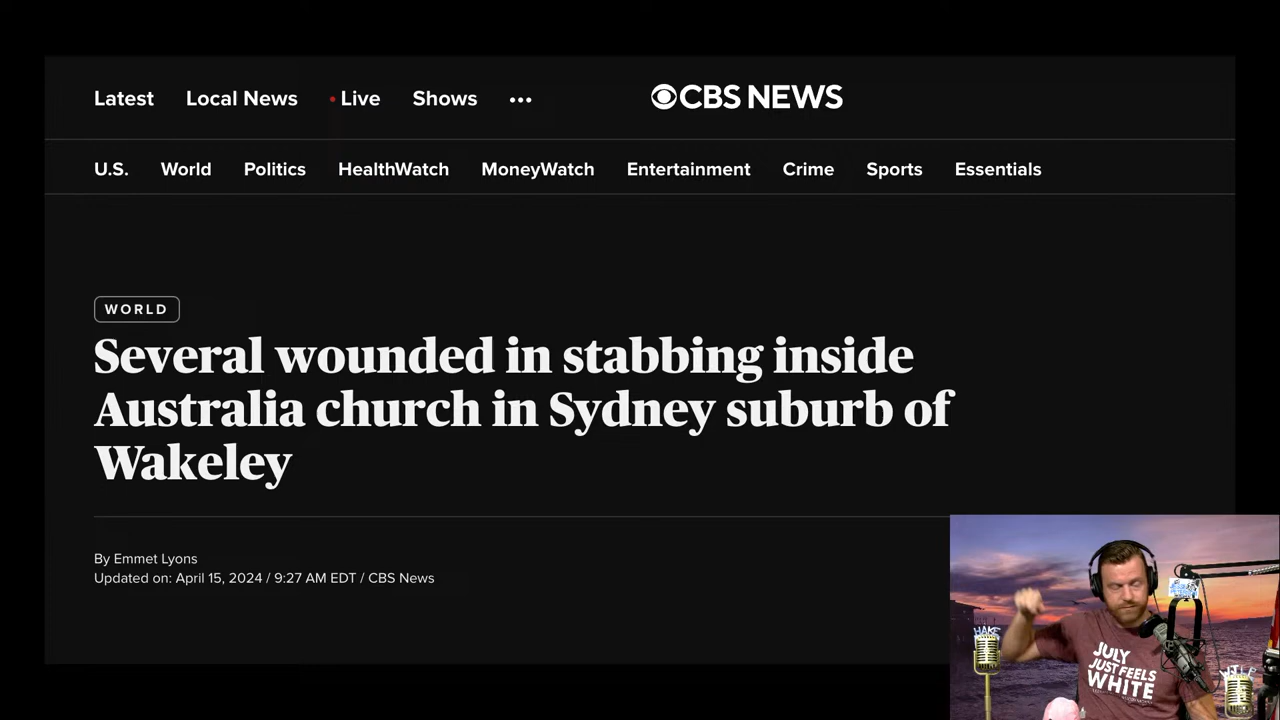 Latest Local News Live Shows ...
CBS NEWS
U.S. World Politics HealthWatch MoneyWatch Entertainment Crime Sports Essentials
WORLD
Several wounded in stabbing inside
Australia church in Sydney suburb of
Wakeley
By Emmet Lyons
Updated on: April 15, 2024 / 9:27 AM EDT / CBS News
JULY
JUST FEELS
WHITE